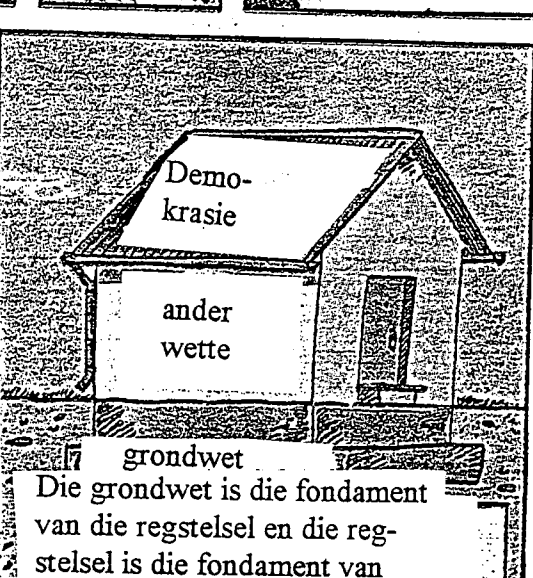 Demo-
krasie
ander
wette
grondwet
Die grondwet is die fondament
van die regstelsel en die reg-
stelsel is die fondament van